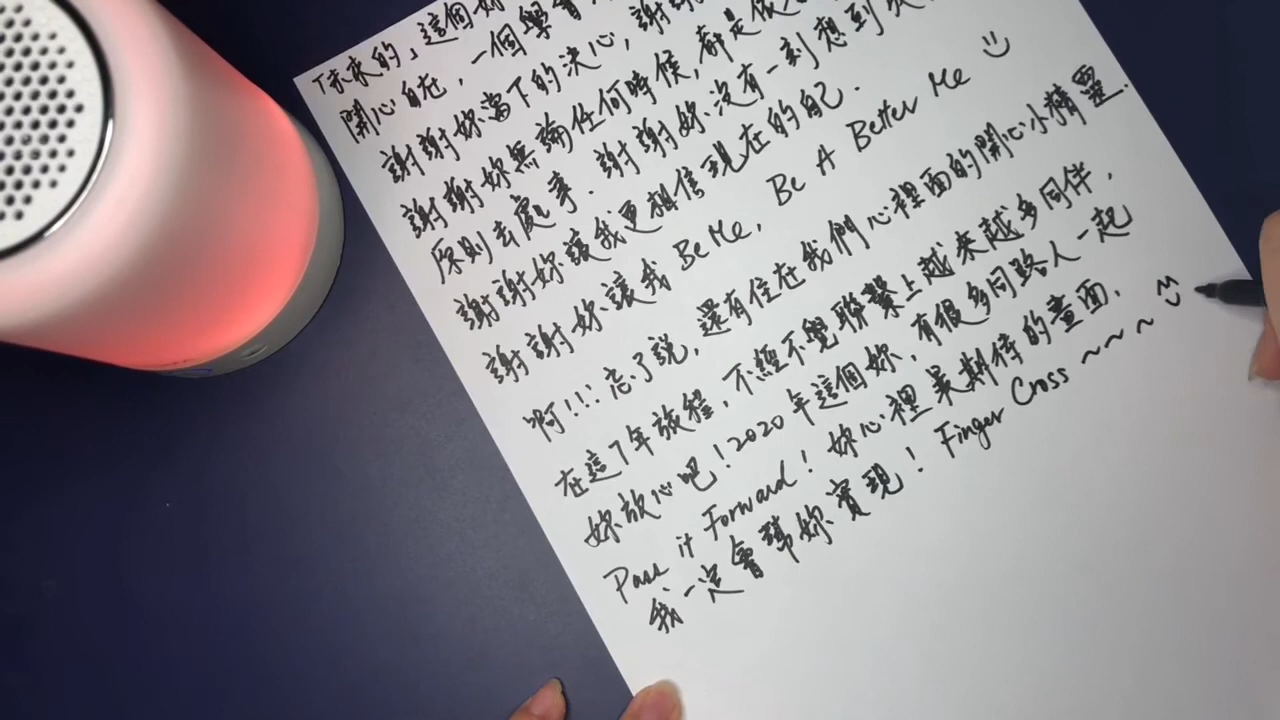 「未來的」這個妳
開心自在，一個學會
謝謝妳當下的決心，謝謝
謝謝妳無論任何時候，都是依
原則去處事．謝謝妳沒有一刻想到
謝謝妳讓我更相信現在的自己．
謝謝妳讓我 Be Me, Be A Better Me
啊!!! 忘了說，還有住在我們心裡面的開心小精靈．
在這7年旅程，不經不覺聯繫上越來越多同伴，
妳放心吧！2020年這個妳，有很多同路人一起
Pass it Forward！妳心裡最期待的畫面，
我一定會幫妳實現！Finger Cross ~~~